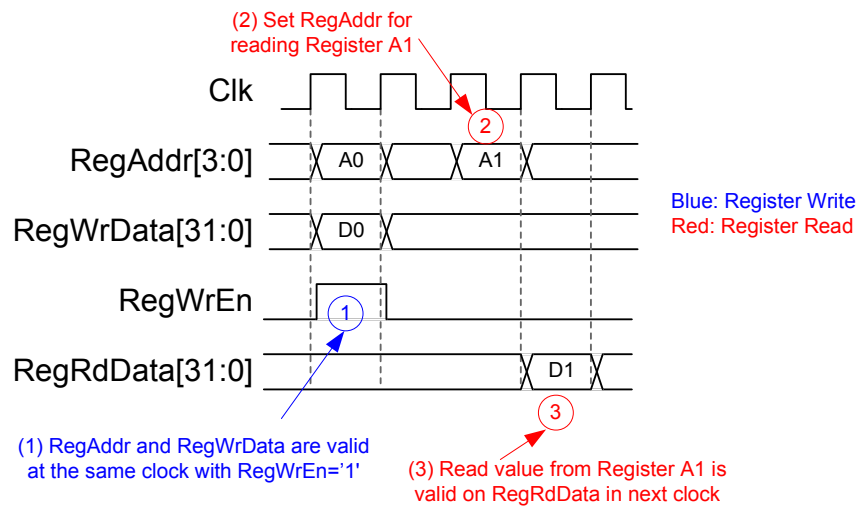 (2) Set RegAddr for
reading Register A1
Clk
2
RegAddr[3:0]
A0
A1
Blue: Register Write
Red: Register Read
RegWrData[31:0]
D0
RegWrEn
1
RegRdData[31:0]
D1
3
(1) RegAddr and RegWrData are valid
at the same clock with RegWrEn=’1'
(3) Read value from Register A1 is
valid on RegRdData in next clock